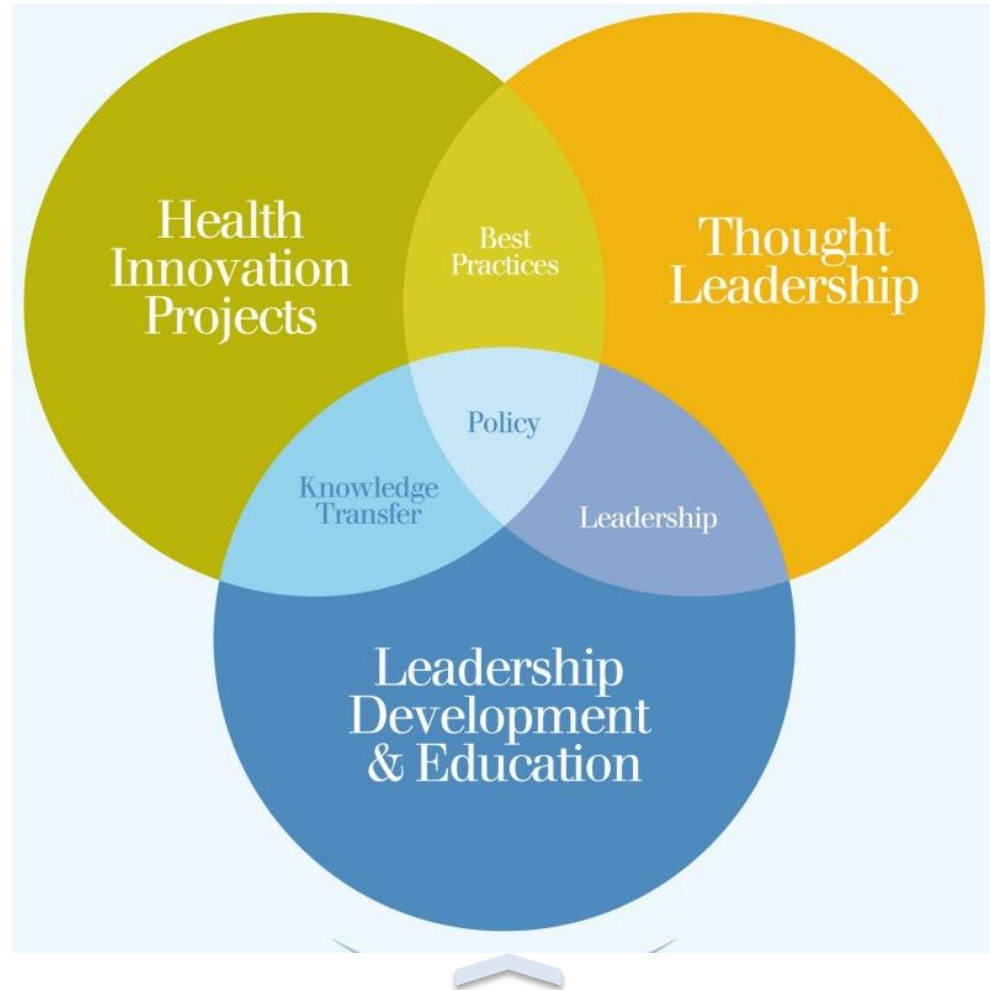 Health
Innovation
Projects
Best
Practices
Thought
Leadership
Policy
Knowledge
Transfer
Leadership
Leadership
Development
& Education